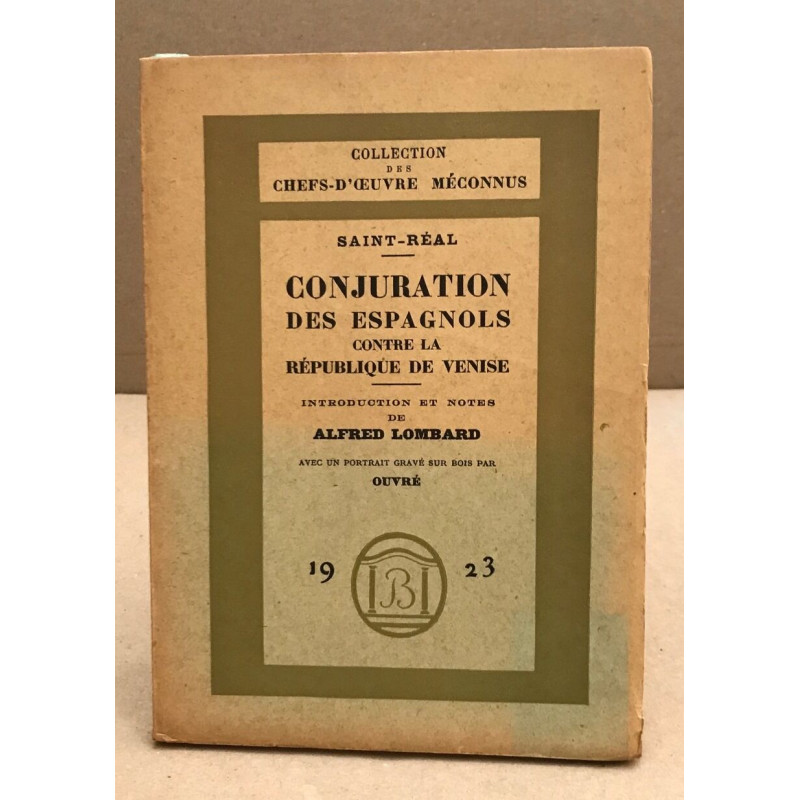 COLLECTION
DES
CHEFS-D'ŒUVRE MÉCONNUS
SAINT-RÉAL
CONJURATION
DES ESPAGNOLS
CONTRE LA
RÉPUBLIQUE DE VENISE
INTRODUCTION ET NOTES
DE
ALFRED LOMBARD
AVEC UN PORTRAIT GRAVÉ SUR BOIS PAR
OUVRÉ
19 B 23